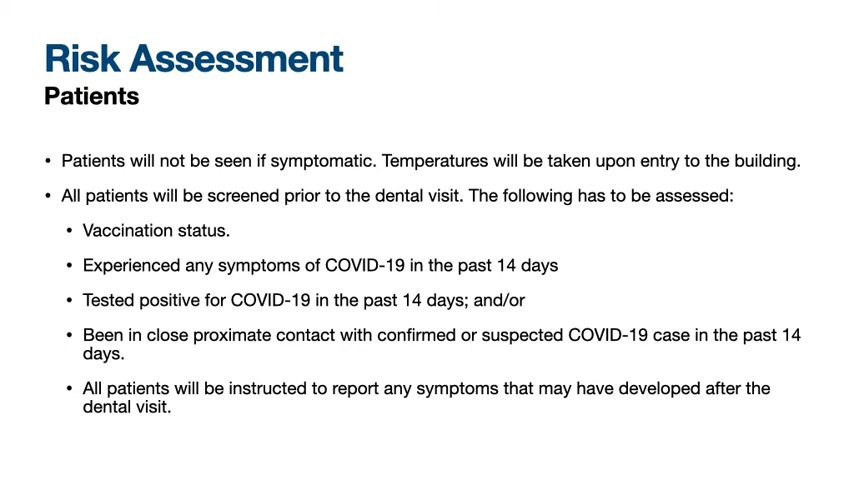 Risk Assessment
Patients
• Patients will not be seen if symptomatic. Temperatures will be taken upon entry to the building.
• All patients will be screened prior to the dental visit. The following has to be assessed:
• Vaccination status.
• Experienced any symptoms of COVID-19 in the past 14 days
• Tested positive for COVID-19 in the past 14 days; and/or
• Been in close proximate contact with confirmed or suspected COVID-19 case in the past 14
days.
• All patients will be instructed to report any symptoms that may have developed after the
dental visit.